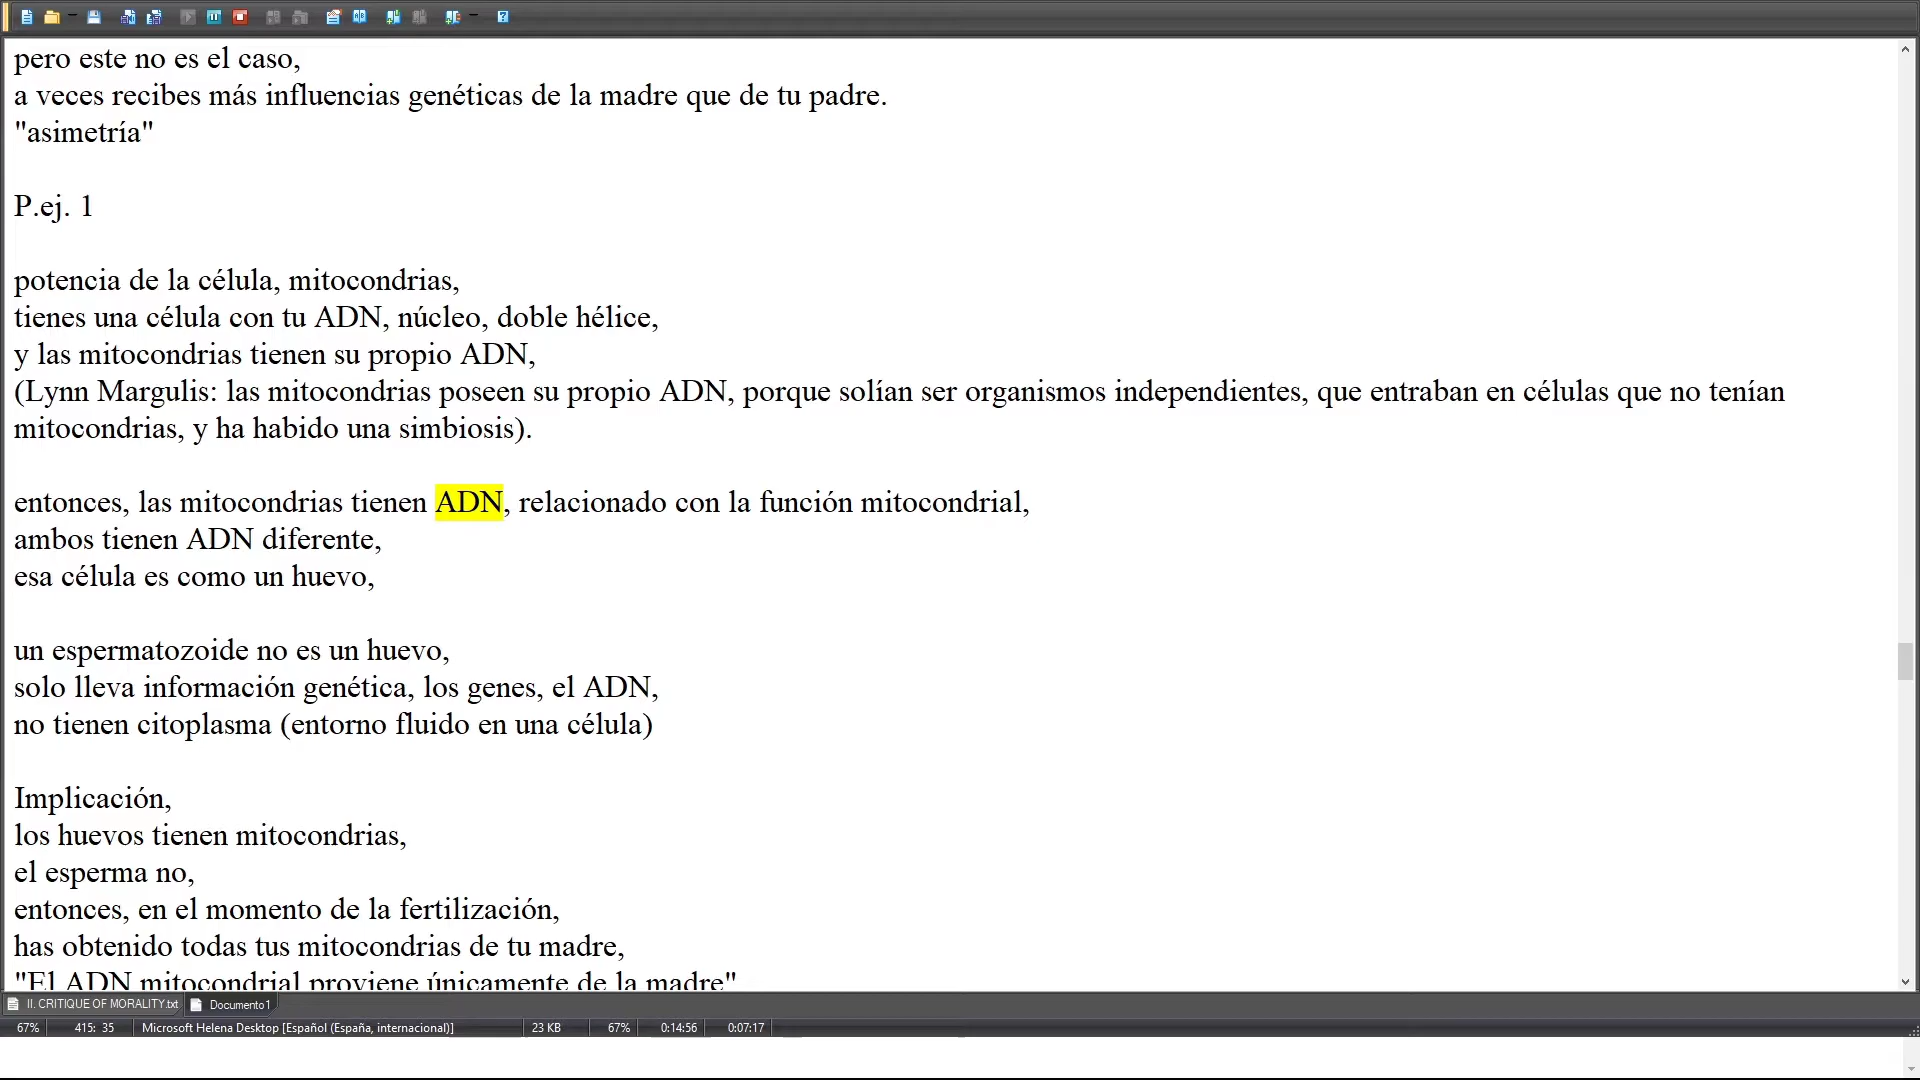 pero este no es el caso,
a veces recibes más influencias genéticas de la madre que de tu padre.
"asimetría"
P.ej. 1
potencia de la célula, mitocondrias,
tienes una célula con tu ADN, núcleo, doble hélice,
y las mitocondrias tienen su propio ADN,
(Lynn Margulis: las mitocondrias poseen su propio ADN, porque solían ser organismos independientes, que entraban en células que no tenían
mitocondrias, y ha habido una simbiosis).
entonces, las mitocondrias tienen ADN, relacionado con la función mitocondrial,
ambos tienen ADN diferente,
esa célula es como un huevo,
un espermatozoide no es un huevo,
solo lleva información genética, los genes, el ADN,
no tienen citoplasma (entorno fluido en una célula)
Implicación,
los huevos tienen mitocondrias,
el esperma no,
entonces, en el momento de la fertilización,
has obtenido todas tus mitocondrias de tu madre,
"El ADN mitocondrial proviene únicamente de la madre"
II. CRITIQUE OF MORALITY.txt Documento1
67% 415: 35 Microsoft Helena Desktop [Español (España, internacional)] 23 KB 67% 0:14:56 0:07:17